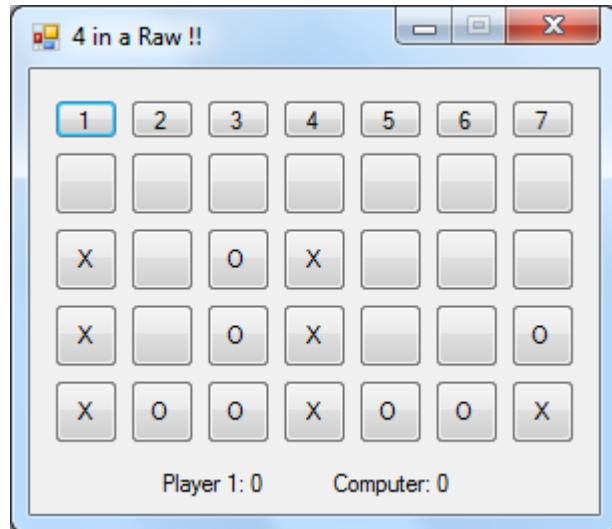 4 in a Raw !!
1 2 3 4 5 6 7
X O X
X O X O
X O O X O O X
Player 1: 0 Computer: 0